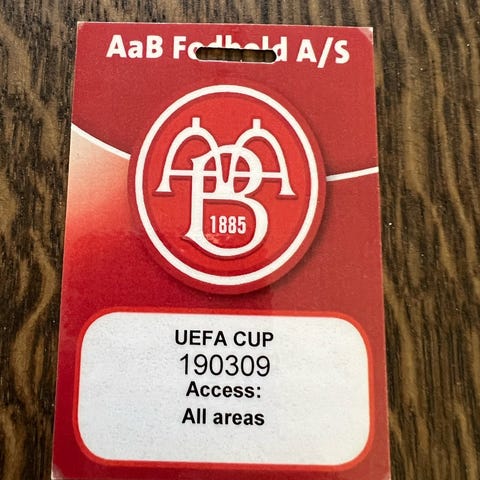 AaB Fodbold A/S
AAB
1885
UEFA CUP
190309
Access:
All areas